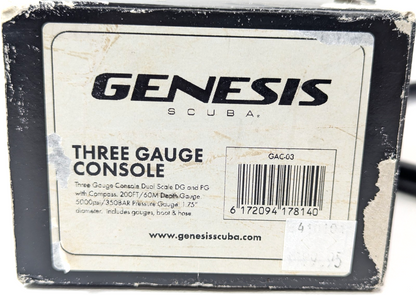 GENESIS
SCUBA.
THREE GAUGE
CONSOLE
Three Gauge Console Dual Scale DG and PG
with Compass. 200FT/60M Depth Gauge
5000psi/350BAR Pressure Gauge. 1.75"
diameter. Includes gauges, boot & hose
GAC-03
6 172094 178140
www.genesisscuba.com